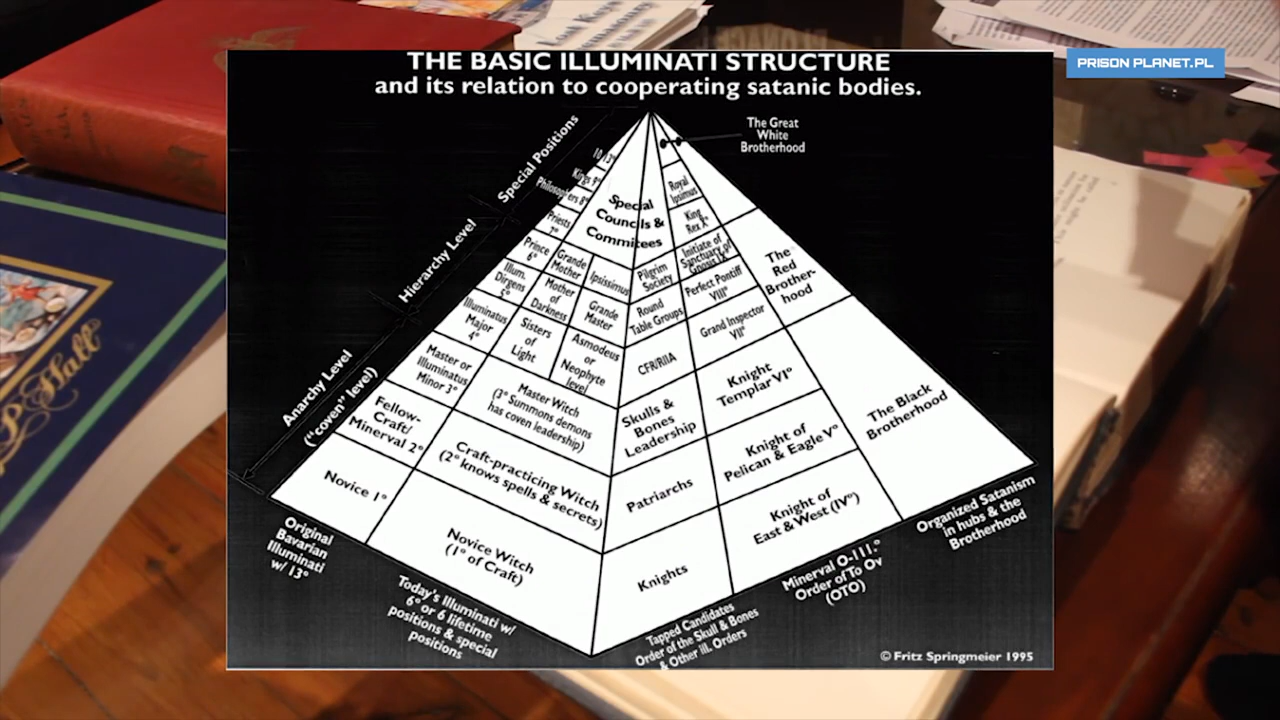 PRISON PLANET.PL
THE BASIC ILLUMINATI STRUCTURE
and its relation to cooperating satanic bodies.
The Great
White
Brotherhood
Special Positions
Hierarchy Level
Anarchy Level
("coven" level)
Kings 9°
Philosophers 8°
Priests
7°
Prince
6°
Illum.
Dirgens
5°
Illuminatus
Major
4°
Master or
Illuminatus
Minor 3°
Fellow-
Craft/
Minerval 2°
Novice 1°
Special
Councils &
Committees
Grande
Mother
Ipsissimus
Mother
of
Darkness
Grande
Master
Sisters
of
Light
Asmodeus
or
Neophyte
level
Master Witch
(3° Summons demons
has coven leadership)
Craft-practicing Witch
(2° knows spells & secrets)
Novice Witch
(1° of Craft)
Pilgrim
Society
Round
Table Groups
CFR/RIIA
Skulls &
Bones
Leadership
Patriarchs
Knights
Royal
Ipsimus
King
Rex X°
Initiate of
Sanctuary of
Gnosis IX°
Perfect Pontiff
VIII°
Grand Inspector
VII°
Knight
Templar VI°
Knight of
Pelican & Eagle V°
Knight of
East & West (IV°)
The
Red
Brother-
hood
The Black
Brotherhood
Original
Bavarian
Illuminati
w/ 13°
Today's Illuminati w/
6° or 6 lifetime
positions & special
positions
Tapped Candidates
Order of the Skull & Bones
& Other ill. Orders
Minerval O-III.°
Order of To Ov
(OTO)
Organized Satanism
in hubs & the
Brotherhood
© Fritz Springmeier 1995
P Hall